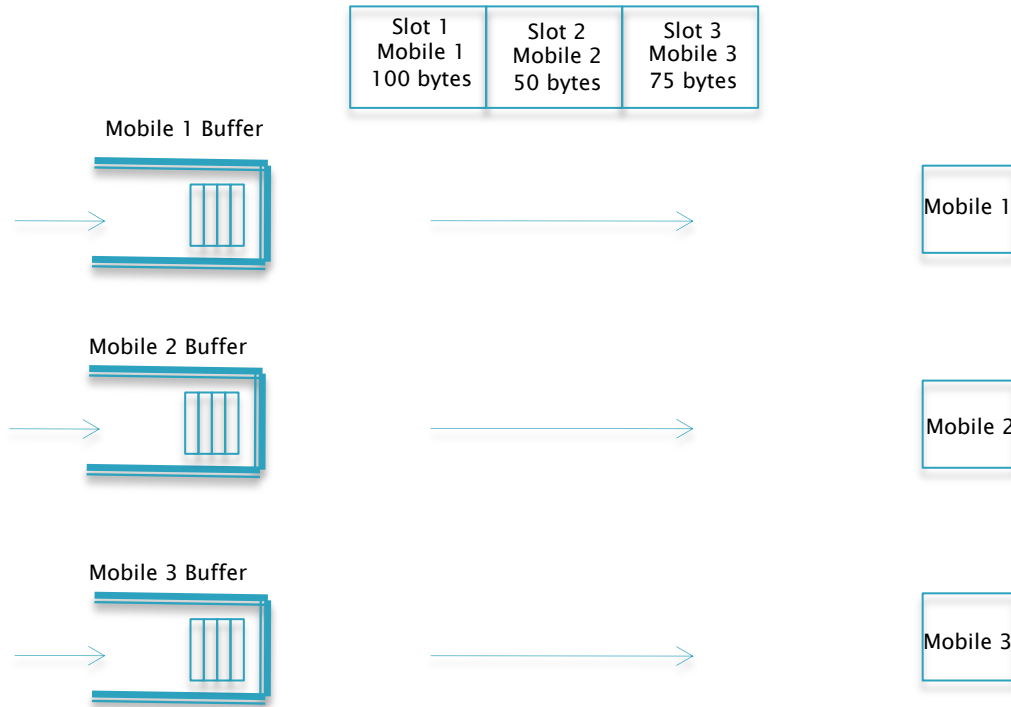 Slot 1
Mobile 1
100 bytes
Slot 2
Mobile 2
50 bytes
Slot 3
Mobile 3
75 bytes
Mobile 1 Buffer
Mobile 1
Mobile 2 Buffer
Mobile 2
Mobile 3 Buffer
Mobile 3